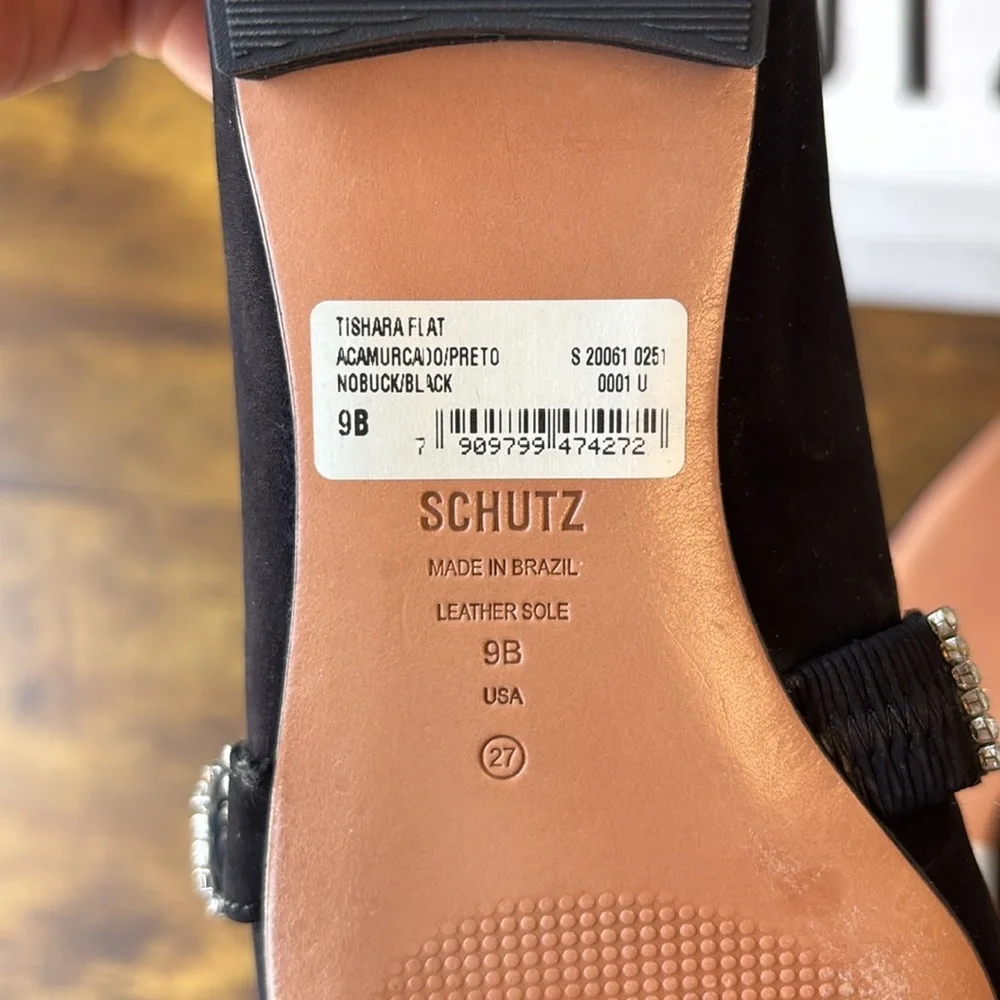 TISHARA FLAT
ACAMURCADO/PRETO S 20061 0251
NOBUCK/BLACK 0001 U
9B
7 909799 474272
SCHUTZ
MADE IN BRAZIL
LEATHER SOLE
9B
USA
27